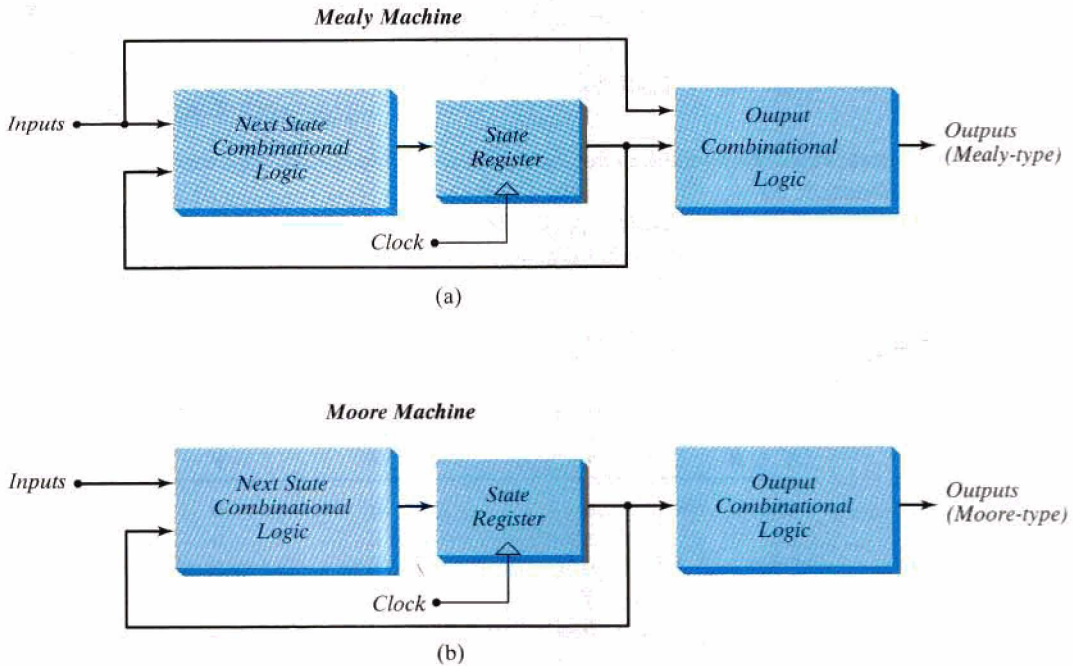 Mealy Machine
Inputs
Next State
Combinational
Logic
State
Register
Output
Combinational
Logic
Outputs
(Mealy-type)
Clock
(a)
Moore Machine
Inputs
Next State
Combinational
Logic
State
Register
Output
Combinational
Logic
Outputs
(Moore-type)
Clock
(b)